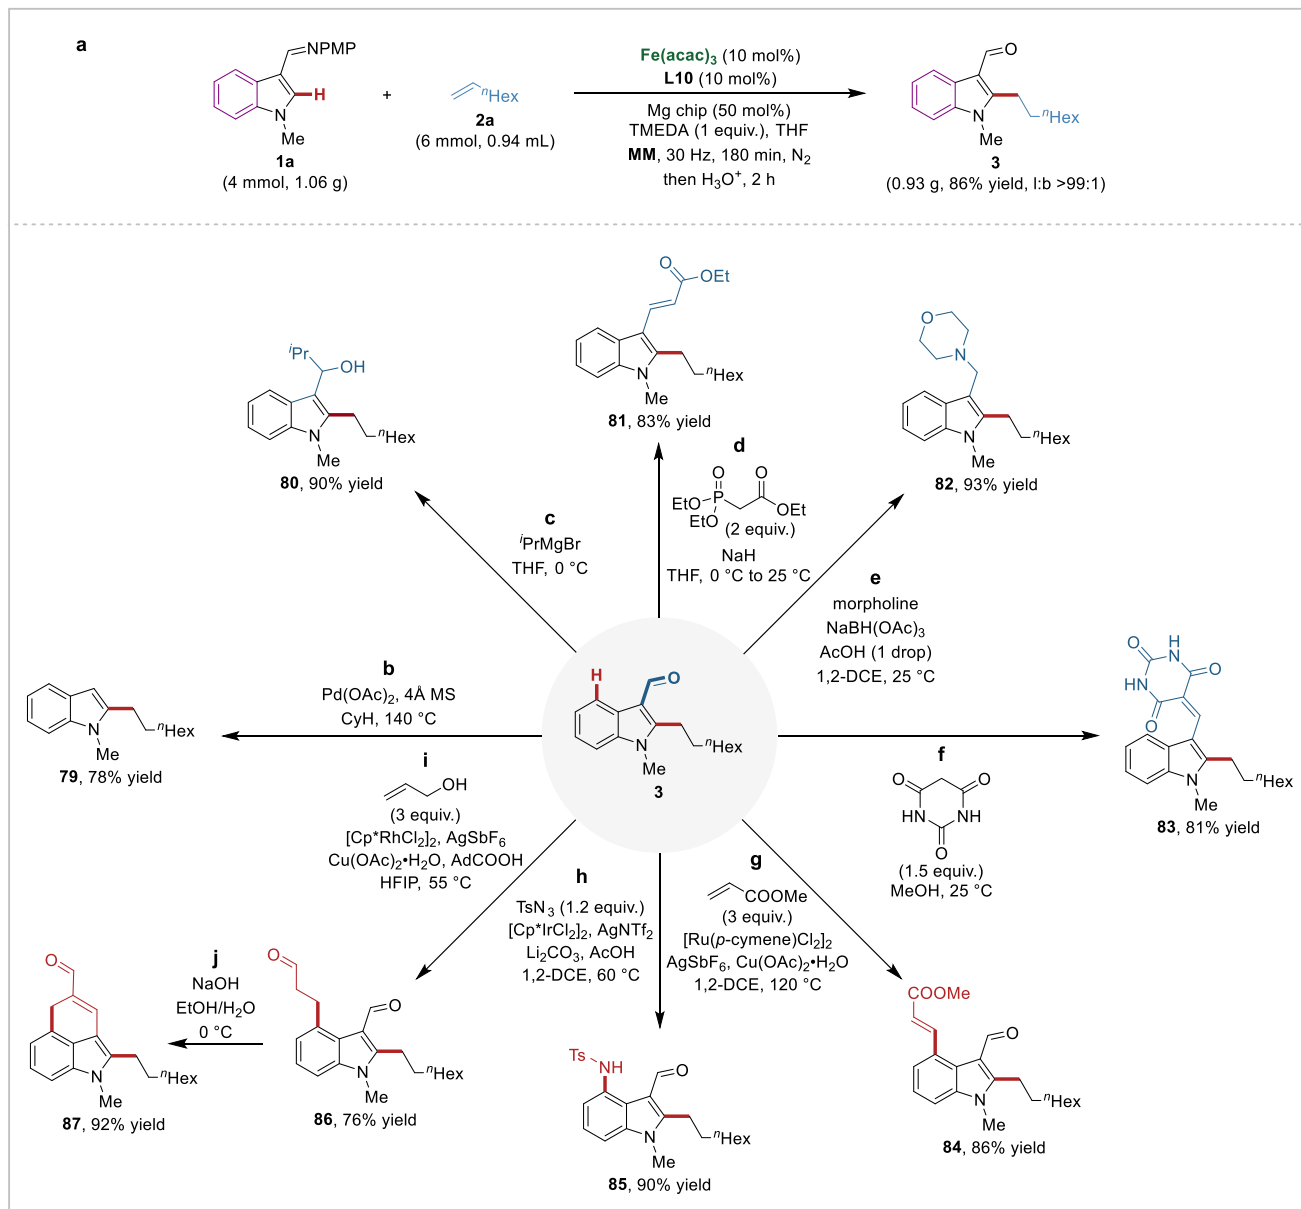 a
NPMP
H
N
Me
1a
(4 mmol, 1.06 g)
+
nHex
2a
(6 mmol, 0.94 mL)
Fe(acac)3 (10 mol%)
L10 (10 mol%)
Mg chip (50 mol%)
TMEDA (1 equiv.), THF
MM, 30 Hz, 180 min, N2
then H3O+, 2 h
O
nHex
N
Me
3
(0.93 g, 86% yield, l:b >99:1)
iPr
OH
N
nHex
Me
80, 90% yield
O
OEt
N
nHex
Me
81, 83% yield
O
N
N
nHex
Me
82, 93% yield
c
iPrMgBr
THF, 0 °C
d
O
O
EtO
P
EtO
OEt
(2 equiv.)
NaH
THF, 0 °C to 25 °C
e
morpholine
NaBH(OAc)3
AcOH (1 drop)
1,2-DCE, 25 °C
N
nHex
Me
79, 78% yield
b
Pd(OAc)2, 4Å MS
CyH, 140 °C
H
O
N
nHex
Me
3
f
O
O
NH
HN
O
(1.5 equiv.)
MeOH, 25 °C
O
H
N
O
NH
O
N
nHex
Me
83, 81% yield
i
OH
(3 equiv.)
[Cp*RhCl2]2, AgSbF6
Cu(OAc)2•H2O, AdCOOH
HFIP, 55 °C
h
TsN3 (1.2 equiv.)
[Cp*IrCl2]2, AgNTf2
Li2CO3, AcOH
1,2-DCE, 60 °C
g
COOMe
(3 equiv.)
[Ru(p-cymene)Cl2]2
AgSbF6, Cu(OAc)2•H2O
1,2-DCE, 120 °C
O
N
nHex
Me
87, 92% yield
j
NaOH
EtOH/H2O
0 °C
O
O
N
nHex
Me
86, 76% yield
Ts
NH
O
N
nHex
Me
85, 90% yield
COOMe
O
N
nHex
Me
84, 86% yield